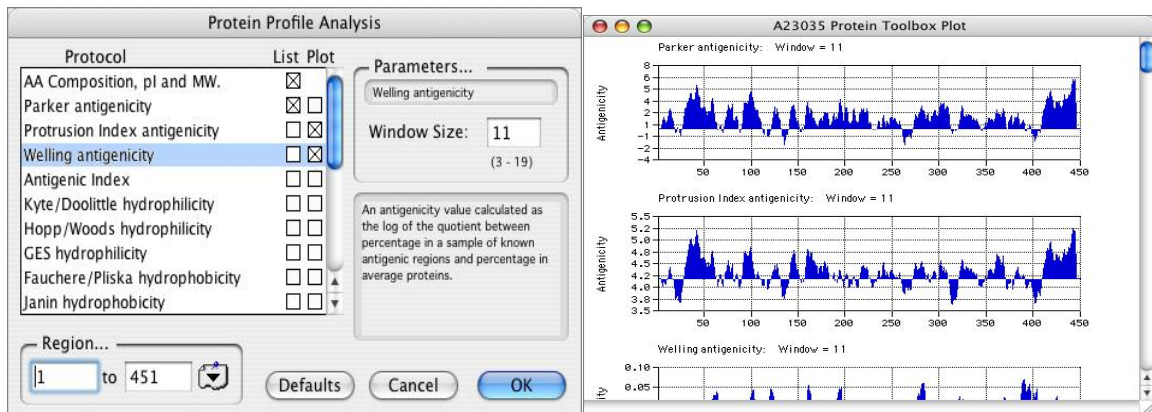 Protein Profile Analysis
Protocol List Plot
AA Composition, pI and MW.
Parker antigenicity
Protrusion Index antigenicity
Welling antigenicity
Antigenic Index
Kyte/Doolittle hydrophilicity
Hopp/Woods hydrophilicity
GES hydrophilicity
Fauchere/Pliska hydrophobicity
Janin hydrophobicity
Parameters...
Welling antigenicity
Window Size: 11
(3 - 19)
An antigenicity value calculated as
the log of the quotient between
percentage in a sample of known
antigenic regions and percentage in
average proteins.
Region...
1 to 451
Defaults Cancel OK
A23035 Protein Toolbox Plot
Parker antigenicity: Window = 11
Antigenicity
8
6
5
4
2
1
-1
-2
-4
50 100 150 200 250 300 350 400 450
Protrusion Index antigenicity: Window = 11
Antigenicity
5.5
5.2
5.0
4.8
4.5
4.2
4.0
3.8
3.5
50 100 150 200 250 300 350 400 450
Welling antigenicity: Window = 11
0.10
0.05